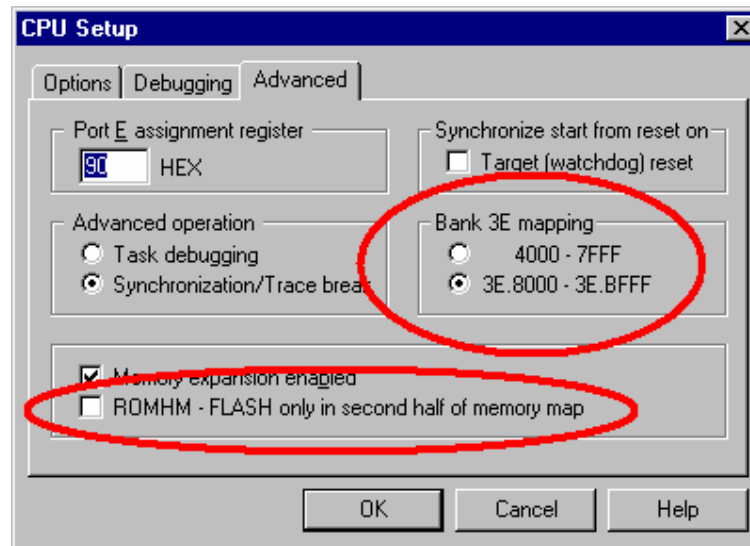 CPU Setup
Options Debugging Advanced
Port E assignment register
90 HEX
Synchronize start from reset on
Target (watchdog) reset
Advanced operation
Task debugging
Synchronization/Trace break
Bank 3E mapping
4000 - 7FFF
3E.8000 - 3E.BFFF
Memory expansion enabled
ROMHM - FLASH only in second half of memory map
OK Cancel Help